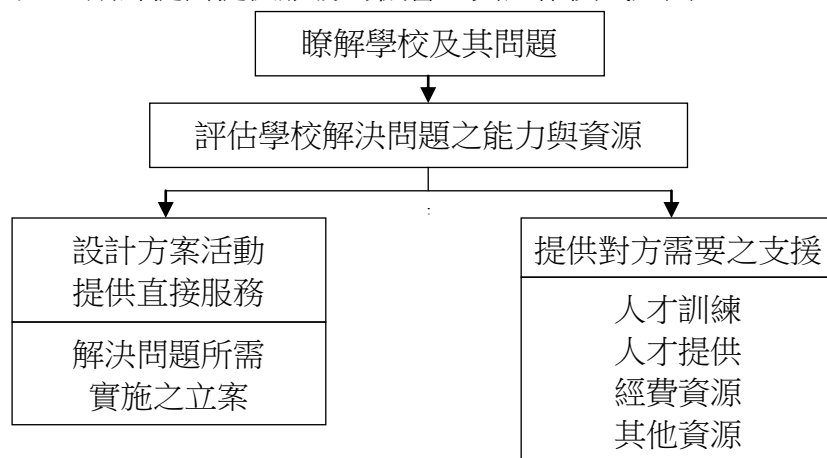 瞭解學校及其問題
評估學校解決問題之能力與資源
設計方案活動
提供直接服務
解決問題所需
實施之立案
提供對方需要之支援
人才訓練
人才提供
經費資源
其他資源